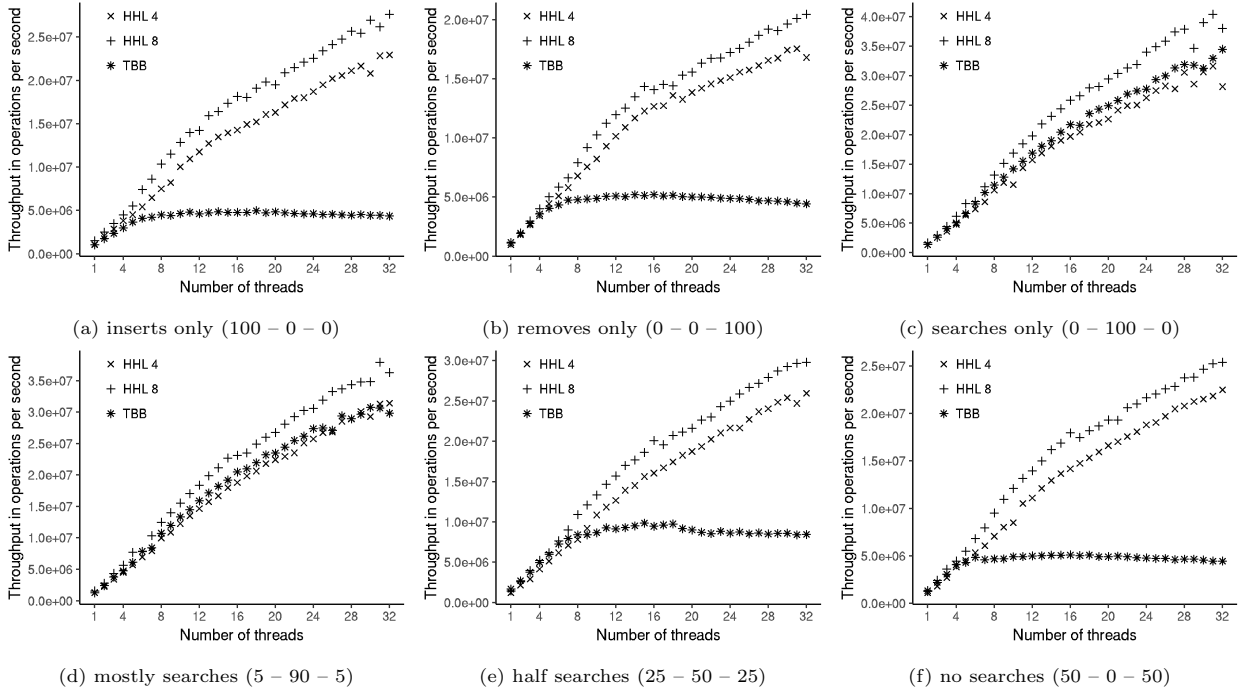 Throughput in operations per second
HHL 4
HHL 8
TBB
2.5e+07
2.0e+07
1.5e+07
1.0e+07
5.0e+06
0.0e+00
1 4 8 12 16 20 24 28 32
Number of threads
(a) inserts only (100 – 0 – 0)
Throughput in operations per second
HHL 4
HHL 8
TBB
2.0e+07
1.5e+07
1.0e+07
5.0e+06
0.0e+00
1 4 8 12 16 20 24 28 32
Number of threads
(b) removes only (0 – 0 – 100)
Throughput in operations per second
HHL 4
HHL 8
TBB
4.0e+07
3.5e+07
3.0e+07
2.5e+07
2.0e+07
1.5e+07
1.0e+07
5.0e+06
0.0e+00
1 4 8 12 16 20 24 28 32
Number of threads
(c) searches only (0 – 100 – 0)
Throughput in operations per second
HHL 4
HHL 8
TBB
3.5e+07
3.0e+07
2.5e+07
2.0e+07
1.5e+07
1.0e+07
5.0e+06
0.0e+00
1 4 8 12 16 20 24 28 32
Number of threads
(d) mostly searches (5 – 90 – 5)
Throughput in operations per second
HHL 4
HHL 8
TBB
3.0e+07
2.5e+07
2.0e+07
1.5e+07
1.0e+07
5.0e+06
0.0e+00
1 4 8 12 16 20 24 28 32
Number of threads
(e) half searches (25 – 50 – 25)
Throughput in operations per second
HHL 4
HHL 8
TBB
2.5e+07
2.0e+07
1.5e+07
1.0e+07
5.0e+06
0.0e+00
1 4 8 12 16 20 24 28 32
Number of threads
(f) no searches (50 – 0 – 50)